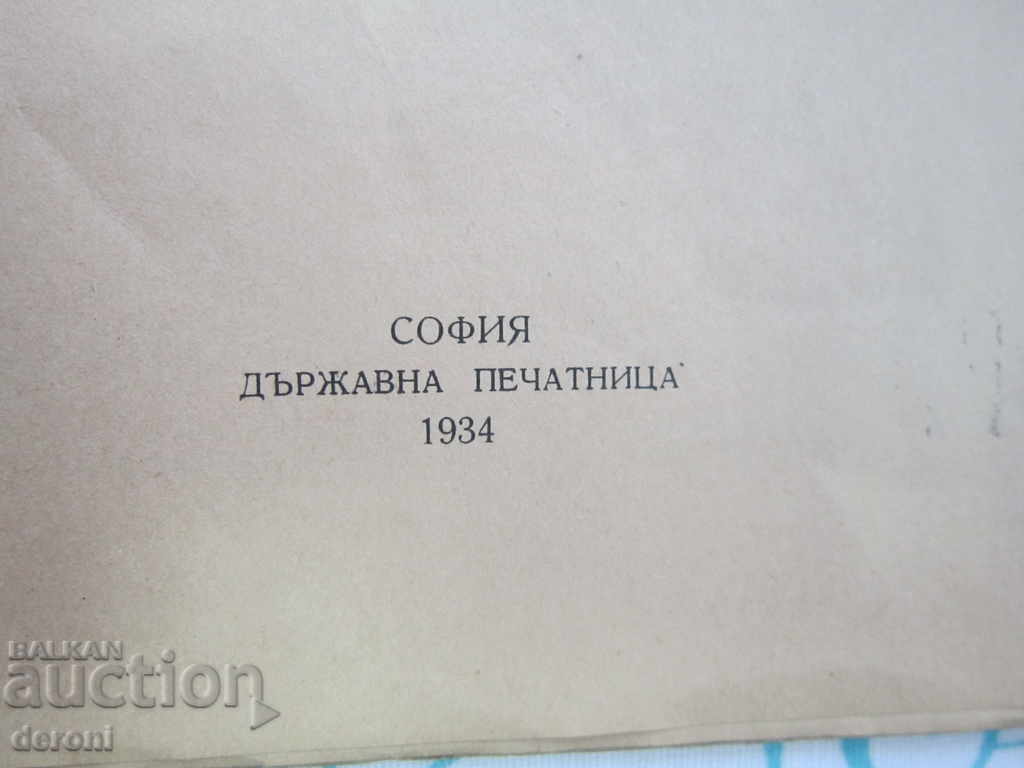 СОФИЯ
ДЪРЖАВНА ПЕЧАТНИЦА
1934
BALKAN
auction
deroni